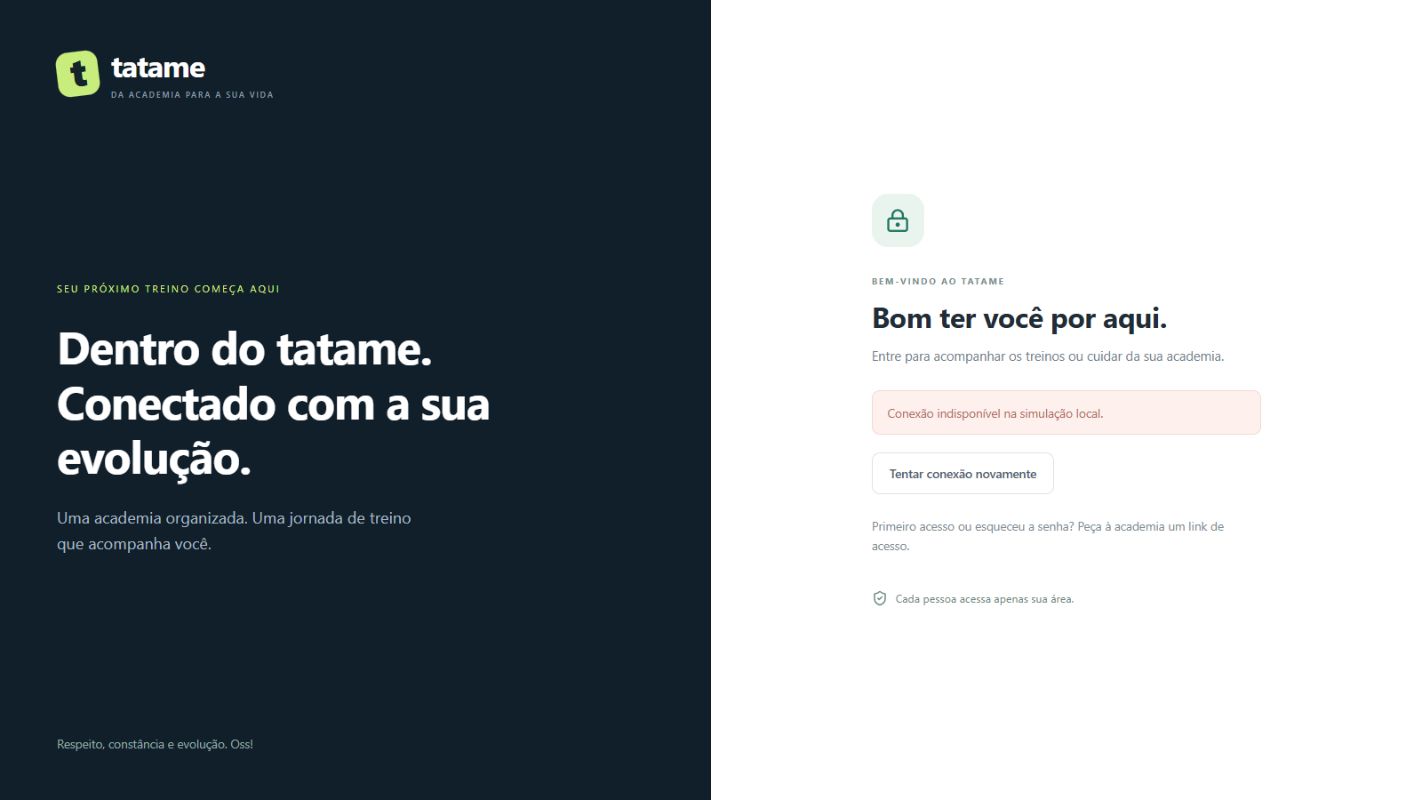 t
tatame
DA ACADEMIA PARA A SUA VIDA
SEU PRÓXIMO TREINO COMEÇA AQUI
Dentro do tatame.
Conectado com a sua
evolução.
Uma academia organizada. Uma jornada de treino
que acompanha você.
Respeito, constância e evolução. Oss!
BEM-VINDO AO TATAME
Bom ter você por aqui.
Entre para acompanhar os treinos ou cuidar da sua academia.
Conexão indisponível na simulação local.
Tentar conexão novamente
Primeiro acesso ou esqueceu a senha? Peça à academia um link de
acesso.
Cada pessoa acessa apenas sua área.